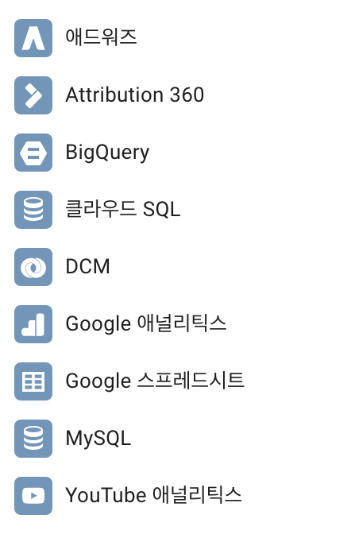 애드워즈
Attribution 360
BigQuery
클라우드 SQL
DCM
Google 애널리틱스
Google 스프레드시트
MySQL
YouTube 애널리틱스